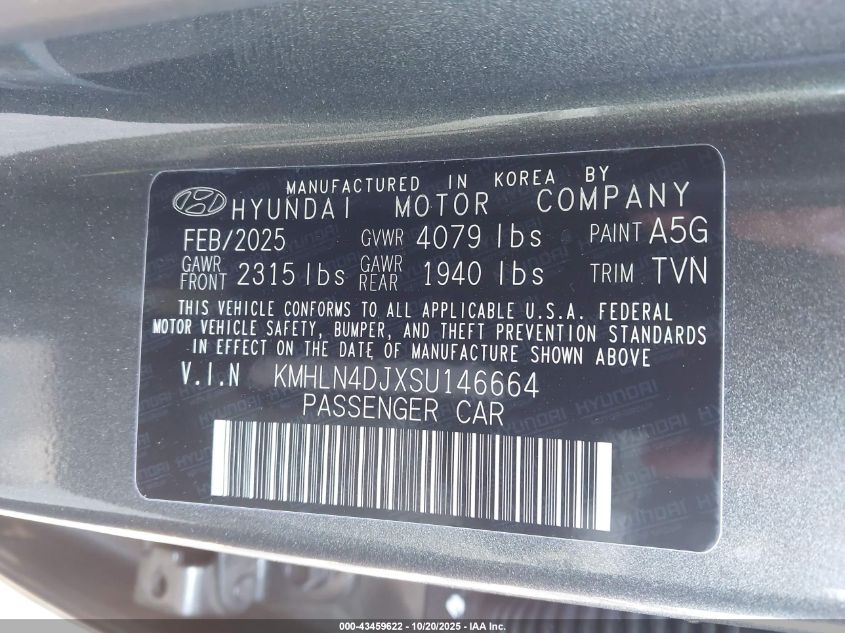 MANUFACTURED IN KOREA BY
HYUNDAI MOTOR COMPANY
FEB/2025 GVWR 4079 lbs PAINT A5G
GAWR FRONT 2315 lbs GAWR REAR 1940 lbs TRIM TVN
THIS VEHICLE CONFORMS TO ALL APPLICABLE U.S.A. FEDERAL
MOTOR VEHICLE SAFETY, BUMPER, AND THEFT PREVENTION STANDARDS
IN EFFECT ON THE DATE OF MANUFACTURE SHOWN ABOVE
V.I.N KMHLN4DJXSU146664
PASSENGER CAR
000-43459622 - 10/20/2025 - IAA Inc.